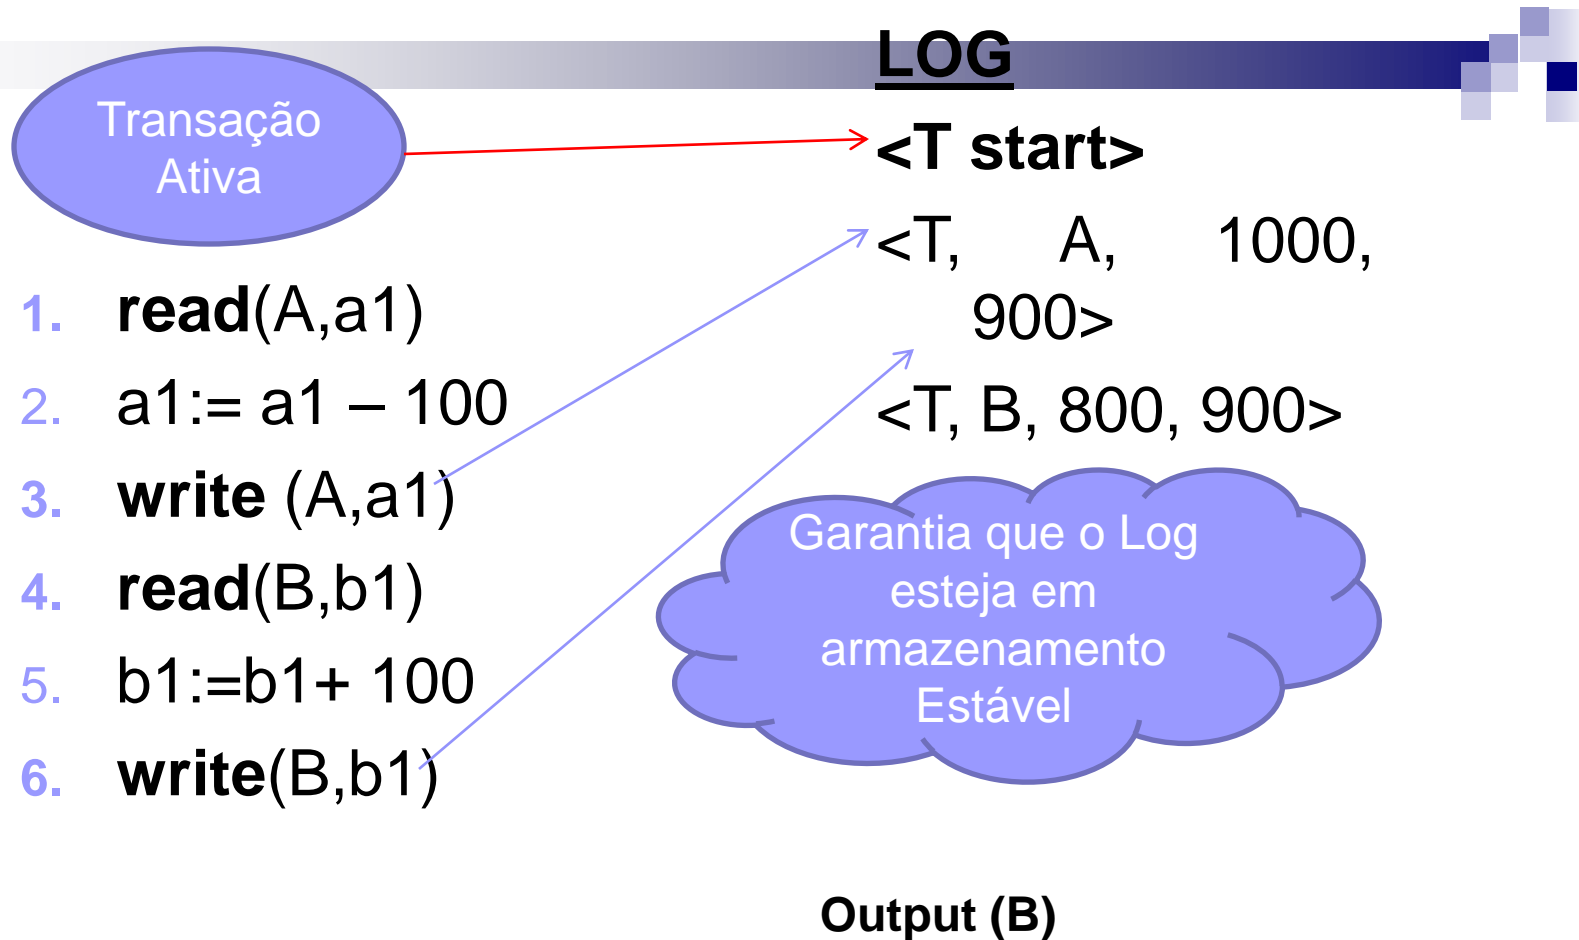 Transação
Ativa
1. read(A,a1)
2. a1:= a1 – 100
3. write (A,a1)
4. read(B,b1)
5. b1:=b1+ 100
6. write(B,b1)
LOG
<T start>
<T, A, 1000,
900>
<T, B, 800, 900>
Garantia que o Log
esteja em
armazenamento
Estável
Output (B)